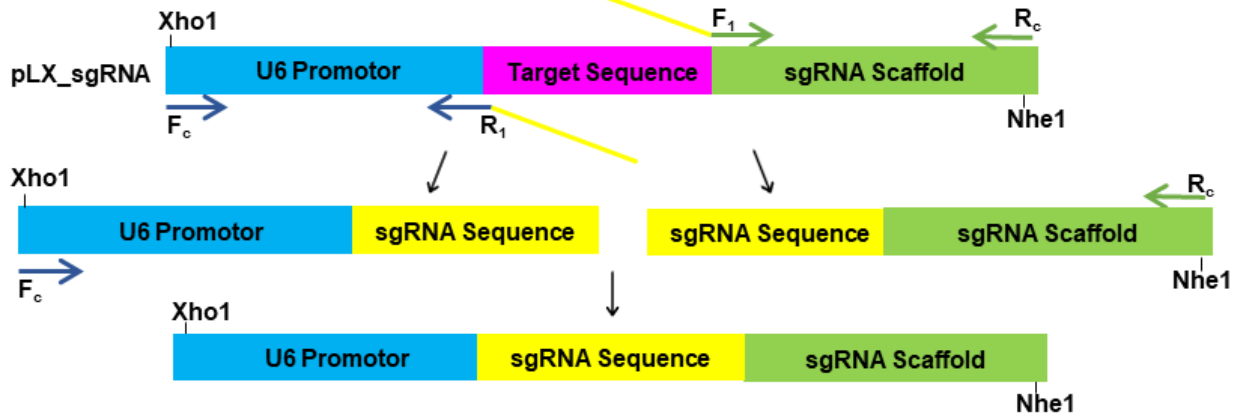 Xho1
F1
Rc
pLX_sgRNA
U6 Promotor
Target Sequence
sgRNA Scaffold
Fc
R1
Nhe1
Xho1
Rc
U6 Promotor
sgRNA Sequence
sgRNA Sequence
sgRNA Scaffold
Fc
Nhe1
Xho1
U6 Promotor
sgRNA Sequence
sgRNA Scaffold
Nhe1